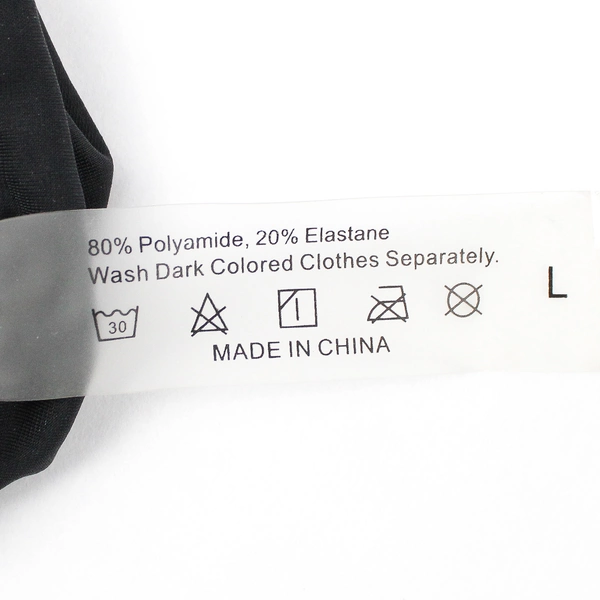 80% Polyamide, 20% Elastane
Wash Dark Colored Clothes Separately.
L
30
MADE IN CHINA